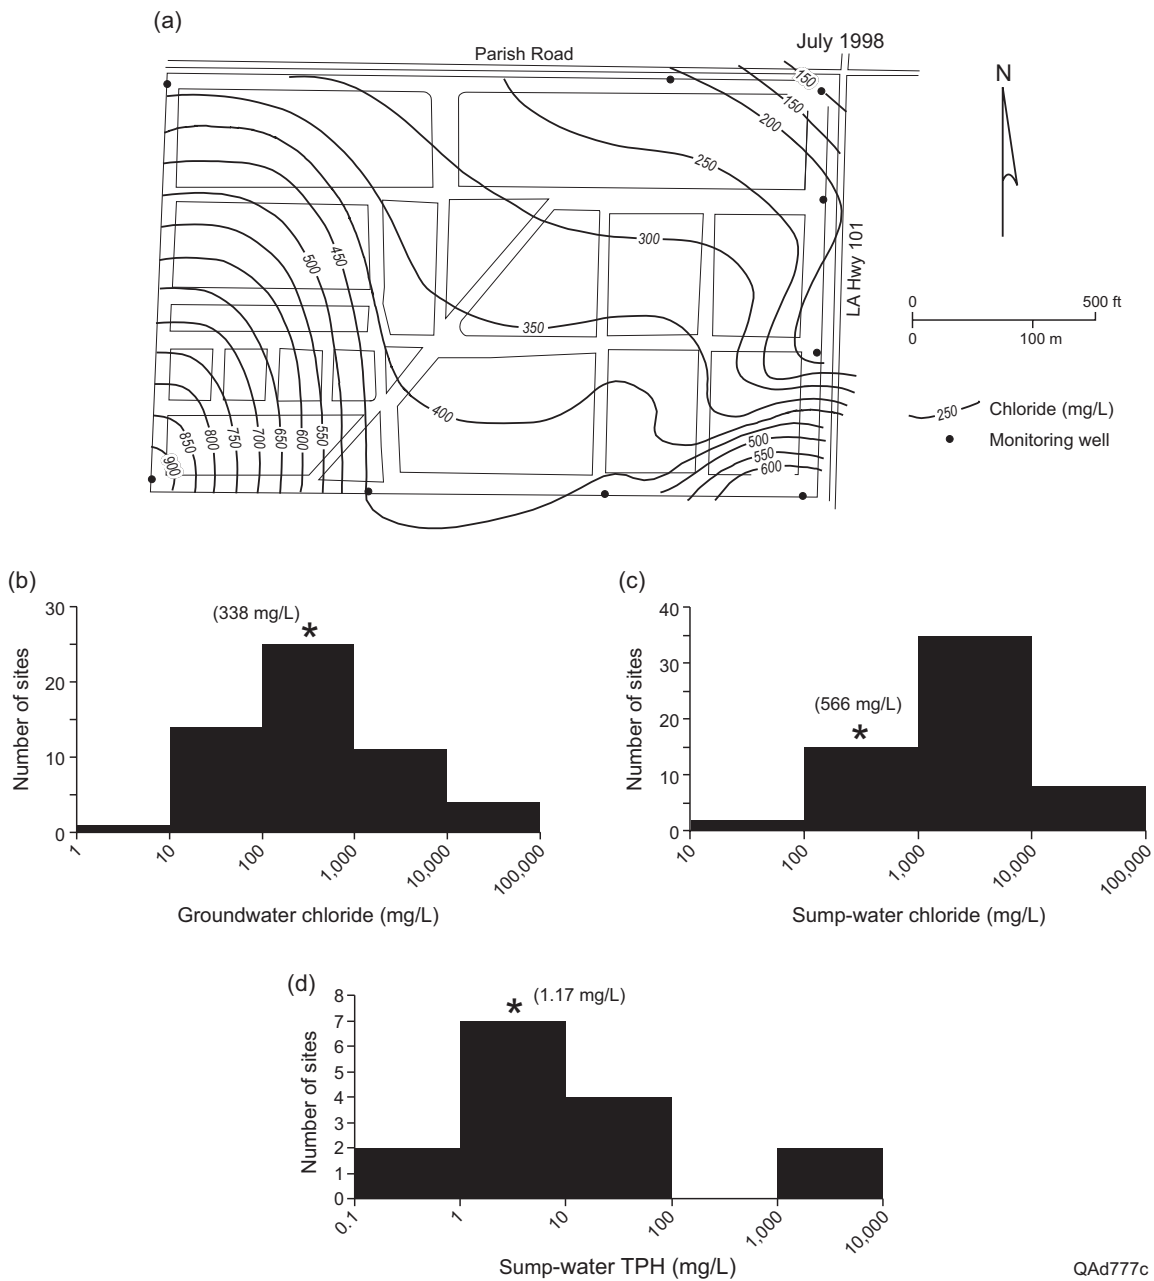 (a)
July 1998
Parish Road
150
150
200
250
300
350
400
450
500
550
600
650
700
750
800
850
900
500
550
600
LA Hwy 101
N
0 500 ft
0 100 m
250 Chloride (mg/L)
Monitoring well
(b)
(338 mg/L)
*
Number of sites
30
20
10
0
1 10 100 1,000 10,000 100,000
Groundwater chloride (mg/L)
(c)
(566 mg/L)
*
Number of sites
40
30
20
10
0
10 100 1,000 10,000 100,000
Sump-water chloride (mg/L)
(d)
(1.17 mg/L)
*
Number of sites
8
7
6
5
4
3
2
1
0
0.1 1 10 100 1,000 10,000
Sump-water TPH (mg/L)
QAd777c